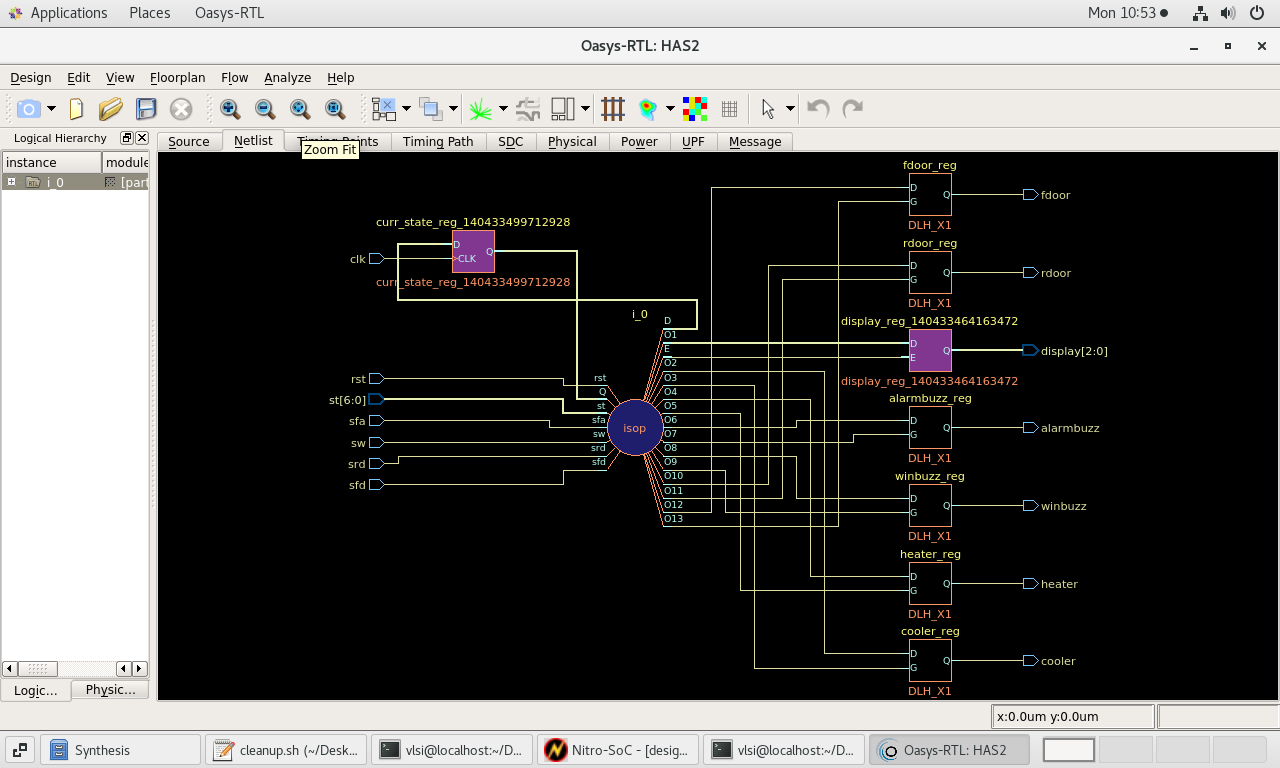 Applications Places Oasys-RTL Mon 10:53
Oasys-RTL: HAS2
Design Edit View Floorplan Flow Analyze Help
Logical Hierarchy
Source Netlist Timing Points Timing Path SDC Physical Power UPF Message
Zoom Fit
instance module
i_0 [part
fdoor_reg
D
G
Q
fdoor
DLH_X1
curr_state_reg_140433499712928
D
Q
clk
>CLK
curr_state_reg_140433499712928
rdoor_reg
D
G
Q
rdoor
DLH_X1
i_0
D
O1
E
O2
O3
O4
O5
O6
O7
O8
O9
O10
O11
O12
O13
display_reg_140433464163472
D
E
Q
display[2:0]
display_reg_140433464163472
rst
st[6:0]
sfa
sw
srd
sfd
rst
Q
st
sfa
sw
srd
sfd
isop
alarmbuzz_reg
D
G
Q
alarmbuzz
DLH_X1
winbuzz_reg
D
G
Q
winbuzz
DLH_X1
heater_reg
D
G
Q
heater
DLH_X1
cooler_reg
D
G
Q
cooler
DLH_X1
Logic... Physic...
x:0.0um y:0.0um
Synthesis cleanup.sh (~/Desk... vlsi@localhost:~/D... Nitro-SoC - [desig... vlsi@localhost:~/D... Oasys-RTL: HAS2